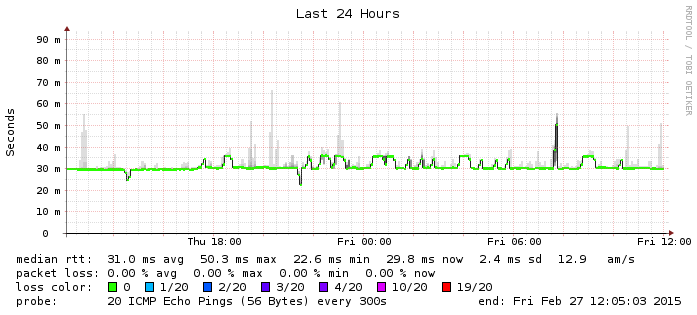 Last 24 Hours
RRDTOOL / TOBI OETIKER
Seconds
90 m
80 m
70 m
60 m
50 m
40 m
30 m
20 m
10 m
0
Thu 18:00 Fri 00:00 Fri 06:00 Fri 12:00
median rtt: 31.0 ms avg 50.3 ms max 22.6 ms min 29.8 ms now 2.4 ms sd 12.9 am/s
packet loss: 0.00 % avg 0.00 % max 0.00 % min 0.00 % now
loss color: 0 1/20 2/20 3/20 4/20 10/20 19/20
probe: 20 ICMP Echo Pings (56 Bytes) every 300s end: Fri Feb 27 12:05:03 2015